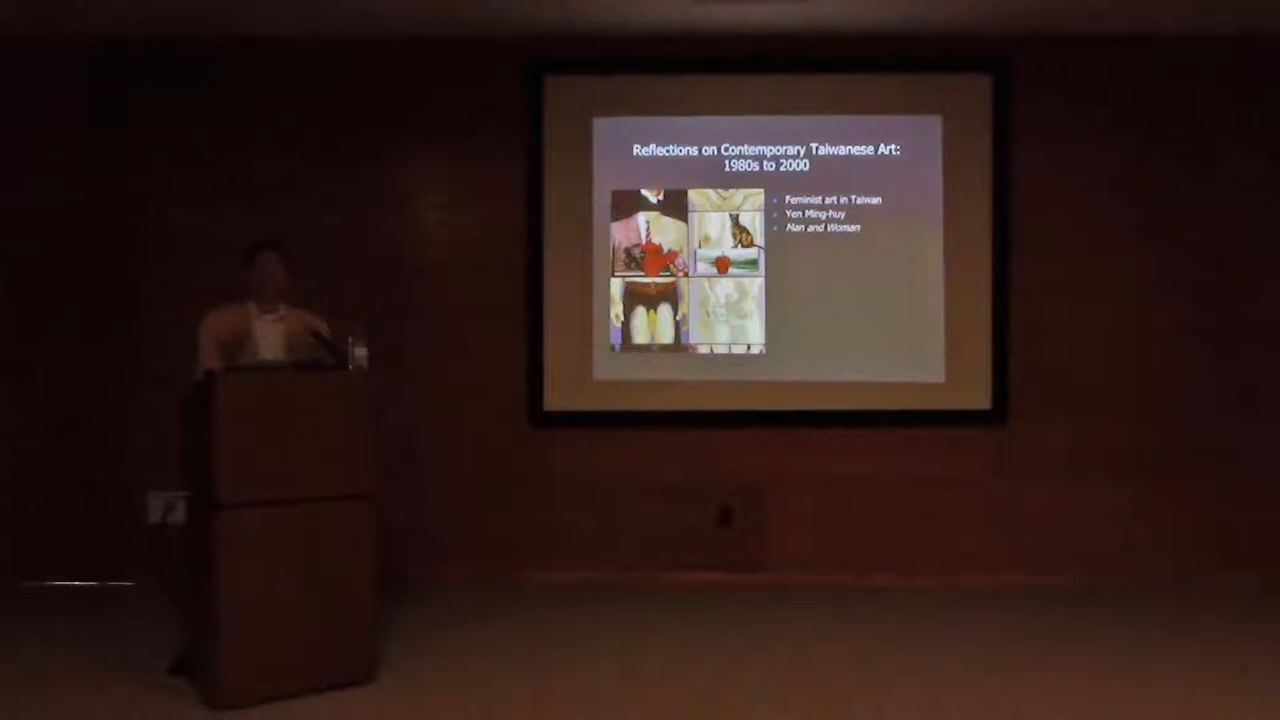 Reflections on Contemporary Taiwanese Art:
1980s to 2000
Feminist art in Taiwan
Yen Ming-huy
Man and Woman